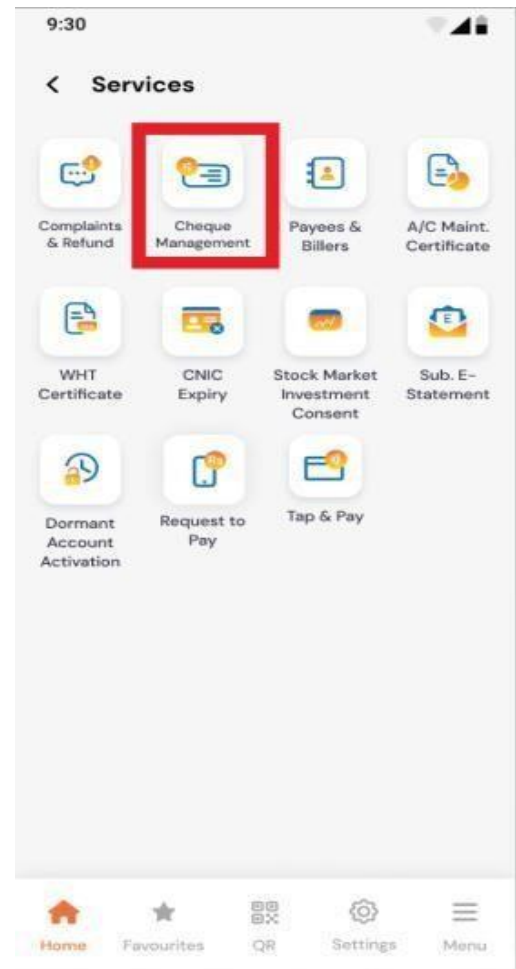 9:30
Services
Complaints
& Refund
Cheque
Management
Payees &
Billers
A/C Maint.
Certificate
WHT
Certificate
CNIC
Expiry
Stock Market
Investment
Consent
Sub. E-
Statement
E
Dormant
Account
Activation
Request to
Pay
Rs
Tap & Pay
Home
Favourites
QR
Settings
Menu